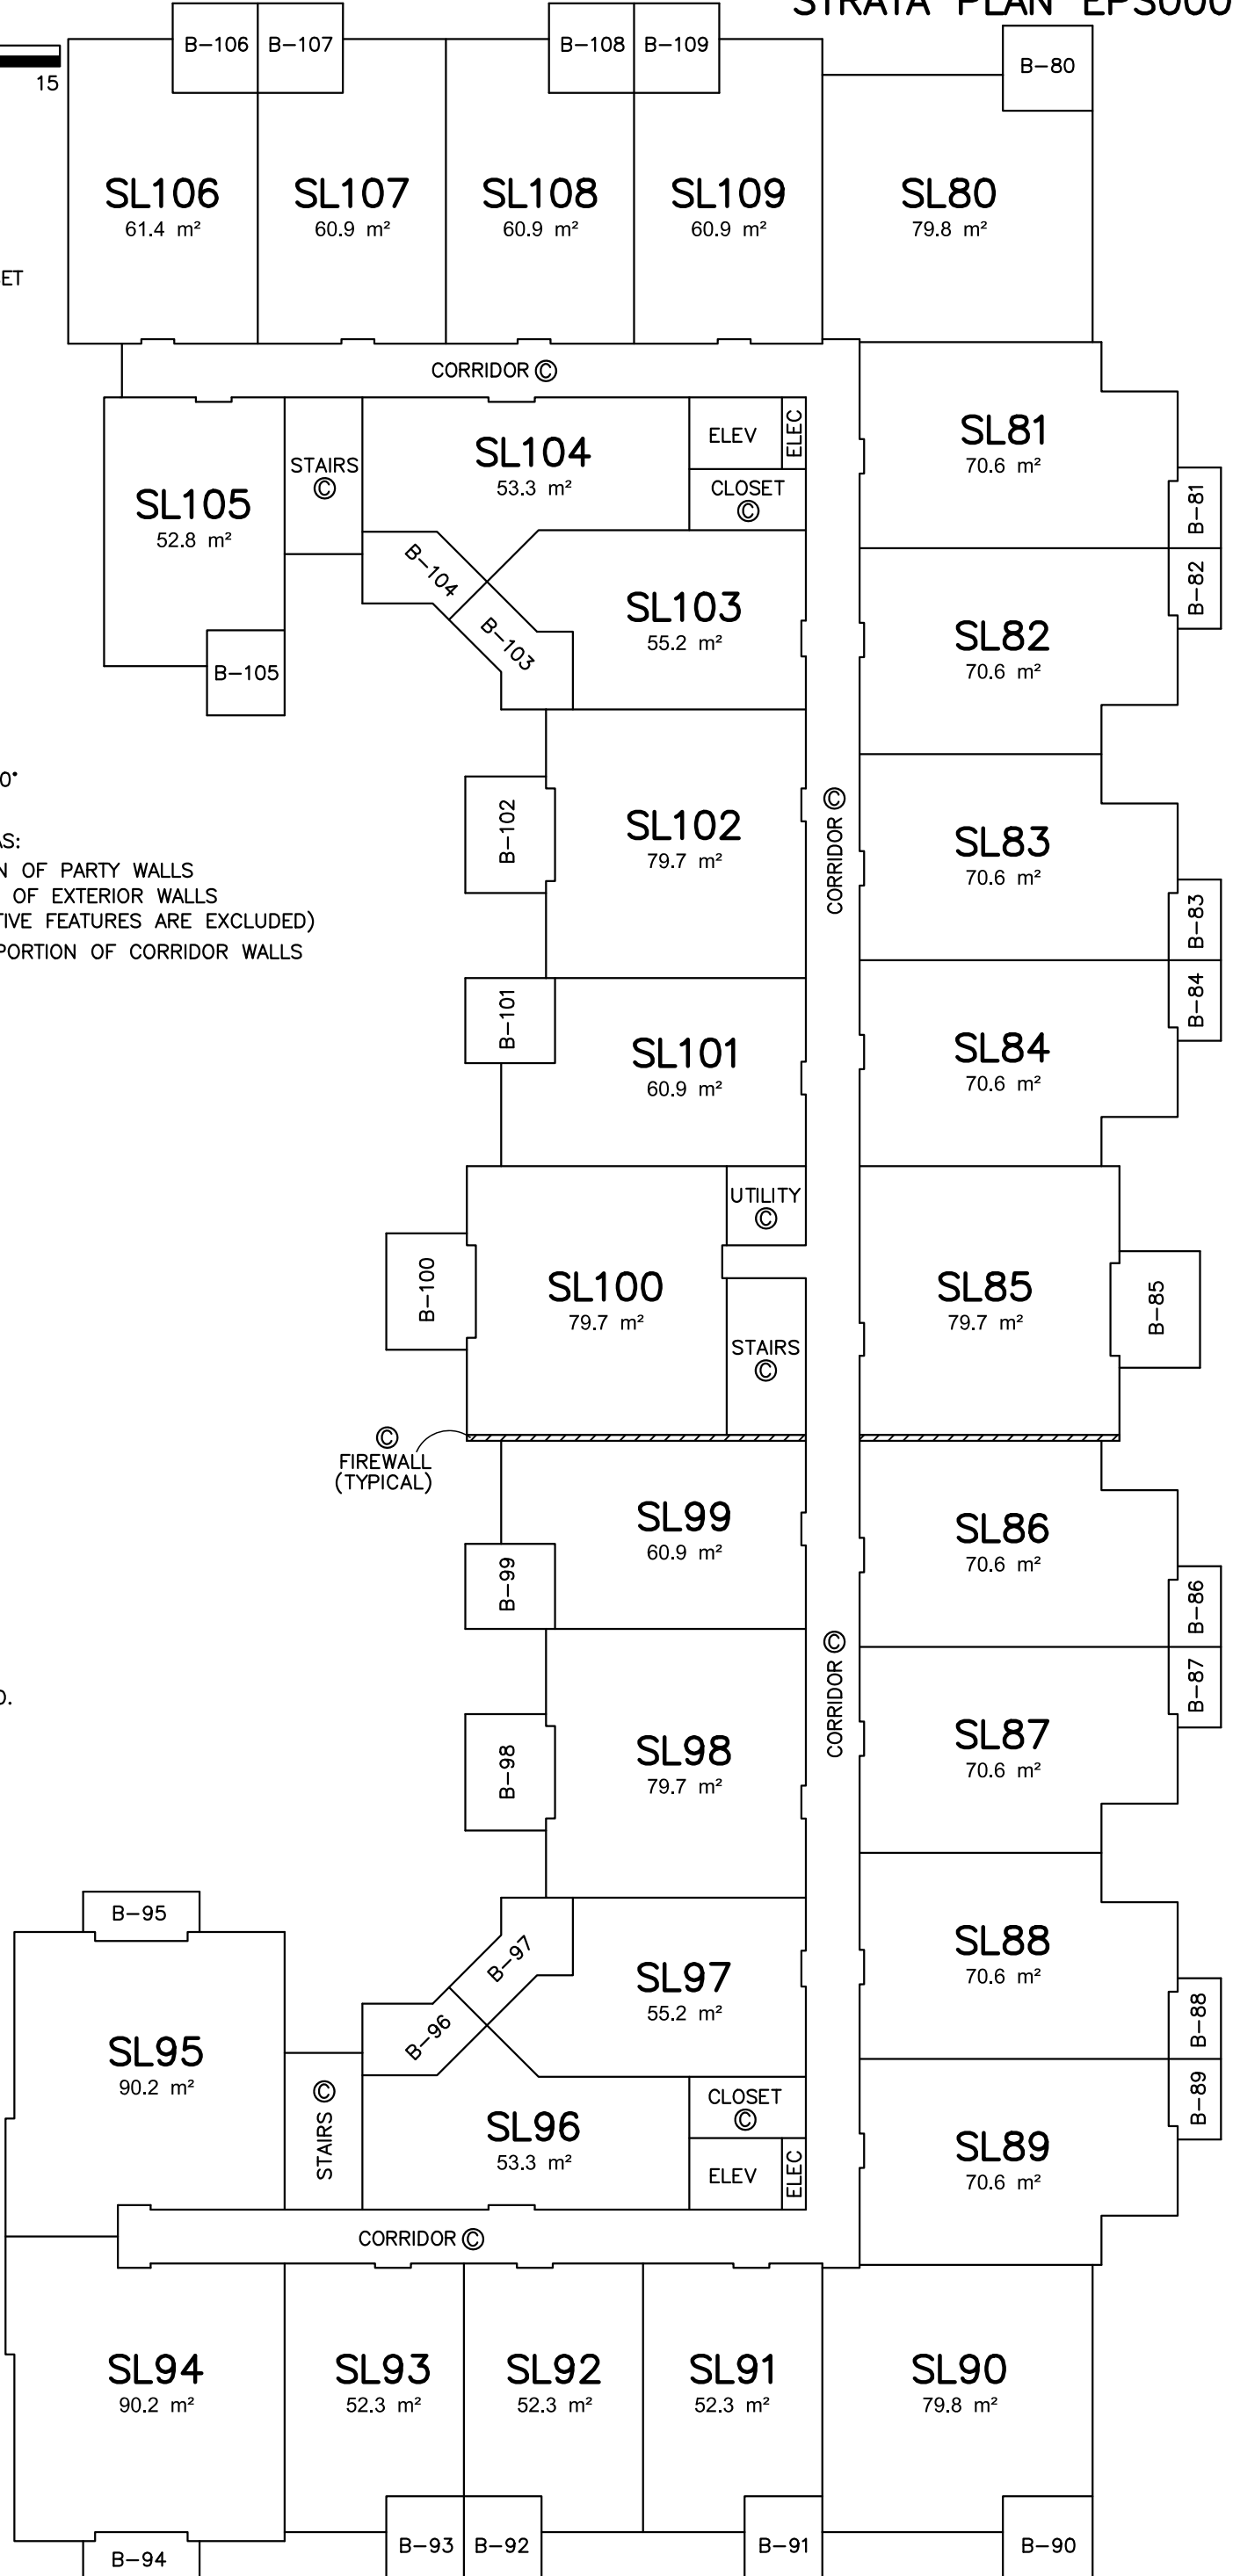 STRATA PLAN EPS000
15
B-106 B-107 B-108 B-109 B-80
SL106 SL107 SL108 SL109 SL80
61.4 m² 60.9 m² 60.9 m² 60.9 m² 79.8 m²
ET
CORRIDOR ©
SL81
70.6 m²
B-81
ELEV
ELEC
CLOSET
©
SL104
53.3 m²
STAIRS
©
SL105
52.8 m²
B-104
B-103
B-105
SL103
55.2 m²
B-82
SL82
70.6 m²
0°
AS:
N OF PARTY WALLS
OF EXTERIOR WALLS
TIVE FEATURES ARE EXCLUDED)
PORTION OF CORRIDOR WALLS
B-102
SL102
79.7 m²
CORRIDOR ©
SL83
70.6 m²
B-83
B-101
SL101
60.9 m²
SL84
70.6 m²
B-84
UTILITY
©
B-100
SL100
79.7 m²
STAIRS
©
SL85
79.7 m²
B-85
©
FIREWALL
(TYPICAL)
SL99
60.9 m²
B-99
SL86
70.6 m²
B-86
CORRIDOR ©
B-98
SL98
79.7 m²
SL87
70.6 m²
B-87
D.
B-95
SL95
90.2 m²
B-97
B-96
SL97
55.2 m²
SL88
70.6 m²
B-88
STAIRS ©
SL96
53.3 m²
CLOSET
©
ELEV
ELEC
SL89
70.6 m²
B-89
CORRIDOR ©
SL94 SL93 SL92 SL91 SL90
90.2 m² 52.3 m² 52.3 m² 52.3 m² 79.8 m²
B-94 B-93 B-92 B-91 B-90